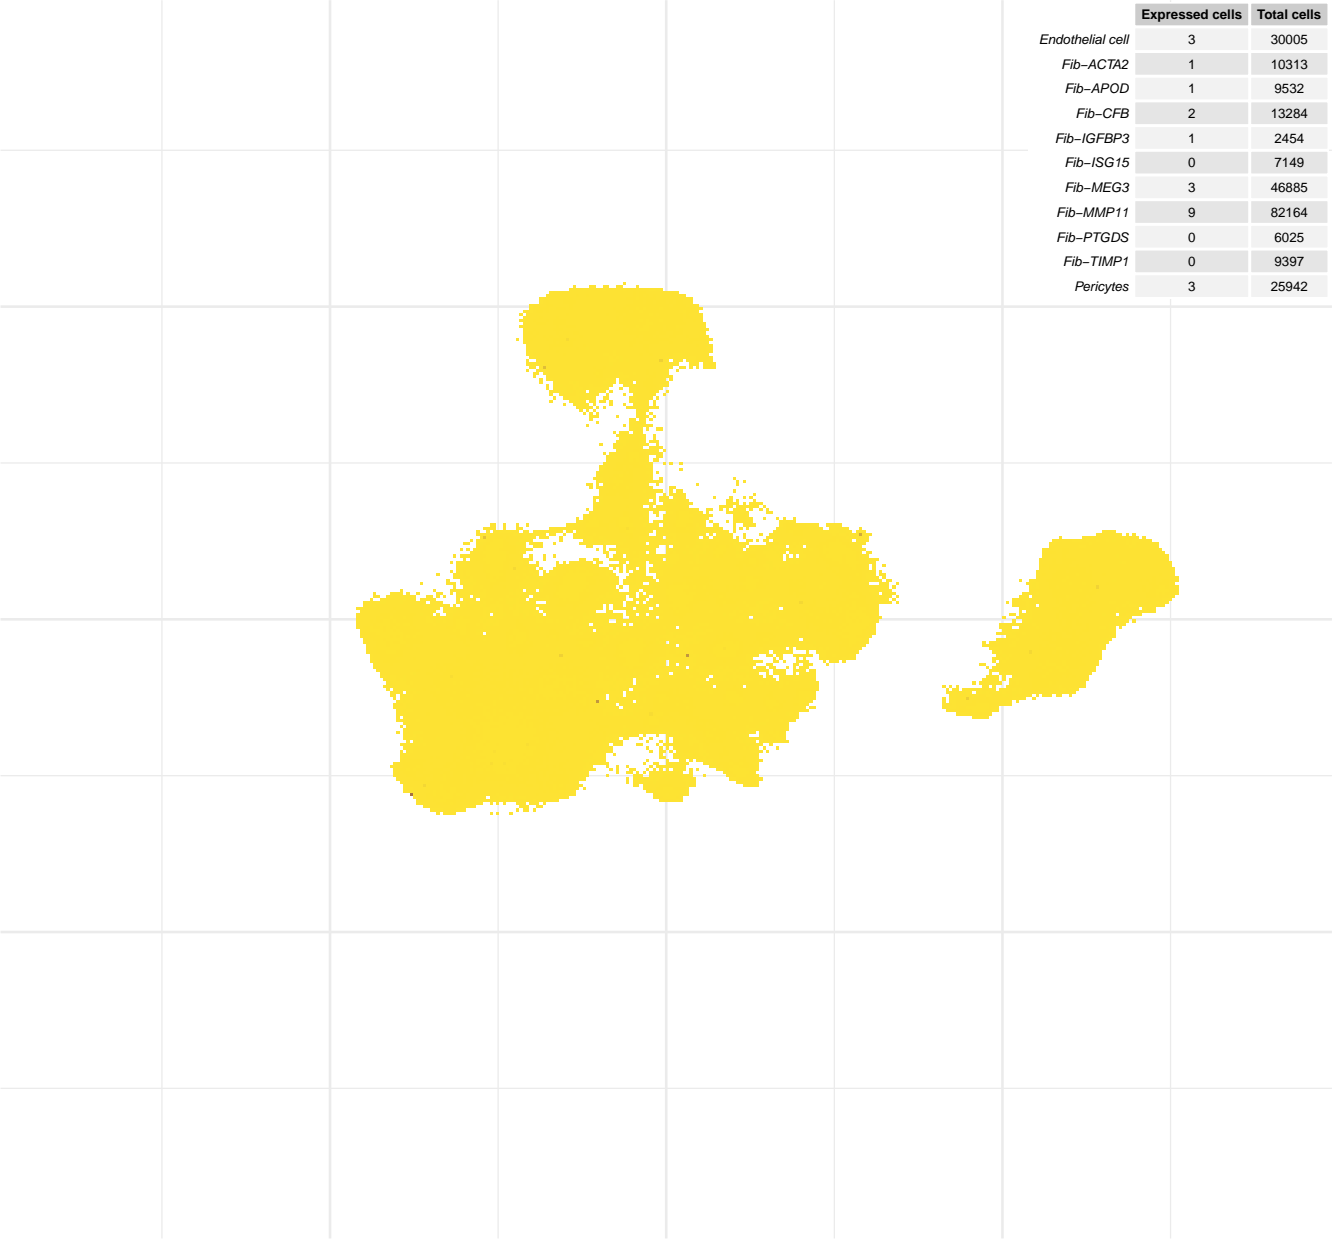 Expressed cells Total cells
Endothelial cell 3 30005
Fib−ACTA2 1 10313
Fib−APOD 1 9532
Fib−CFB 2 13284
Fib−IGFBP3 1 2454
Fib−ISG15 0 7149
Fib−MEG3 3 46885
Fib−MMP11 9 82164
Fib−PTGDS 0 6025
Fib−TIMP1 0 9397
Pericytes 3 25942